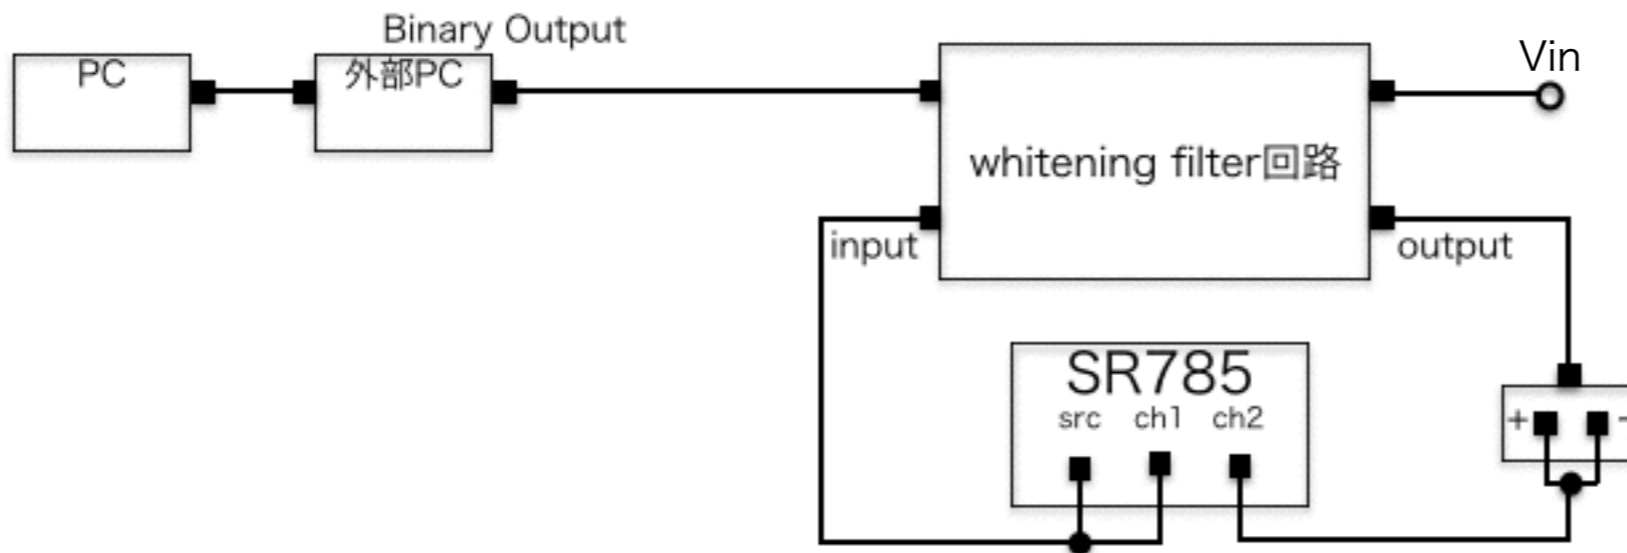 Binary Output
PC
外部PC
Vin
whitening filter回路
input
output
SR785
src ch1 ch2
+ -